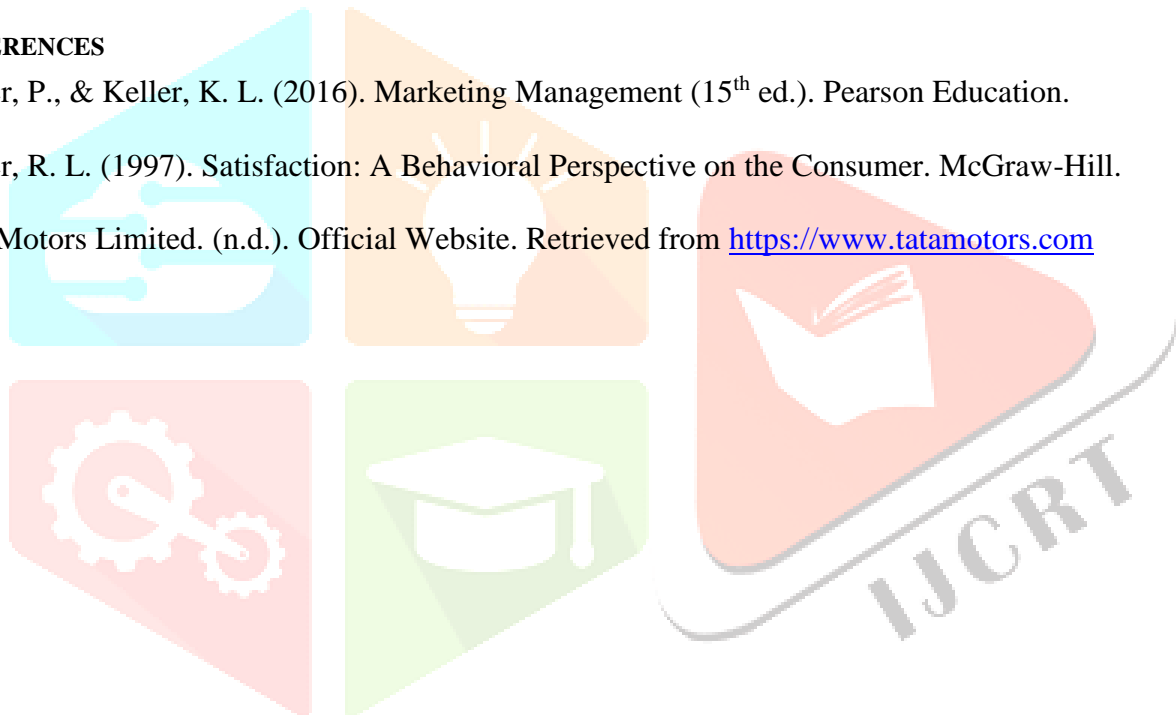 ERENCES
r, P., & Keller, K. L. (2016). Marketing Management (15th ed.). Pearson Education.
r, R. L. (1997). Satisfaction: A Behavioral Perspective on the Consumer. McGraw-Hill.
Motors Limited. (n.d.). Official Website. Retrieved from https://www.tatamotors.com
IJCRT